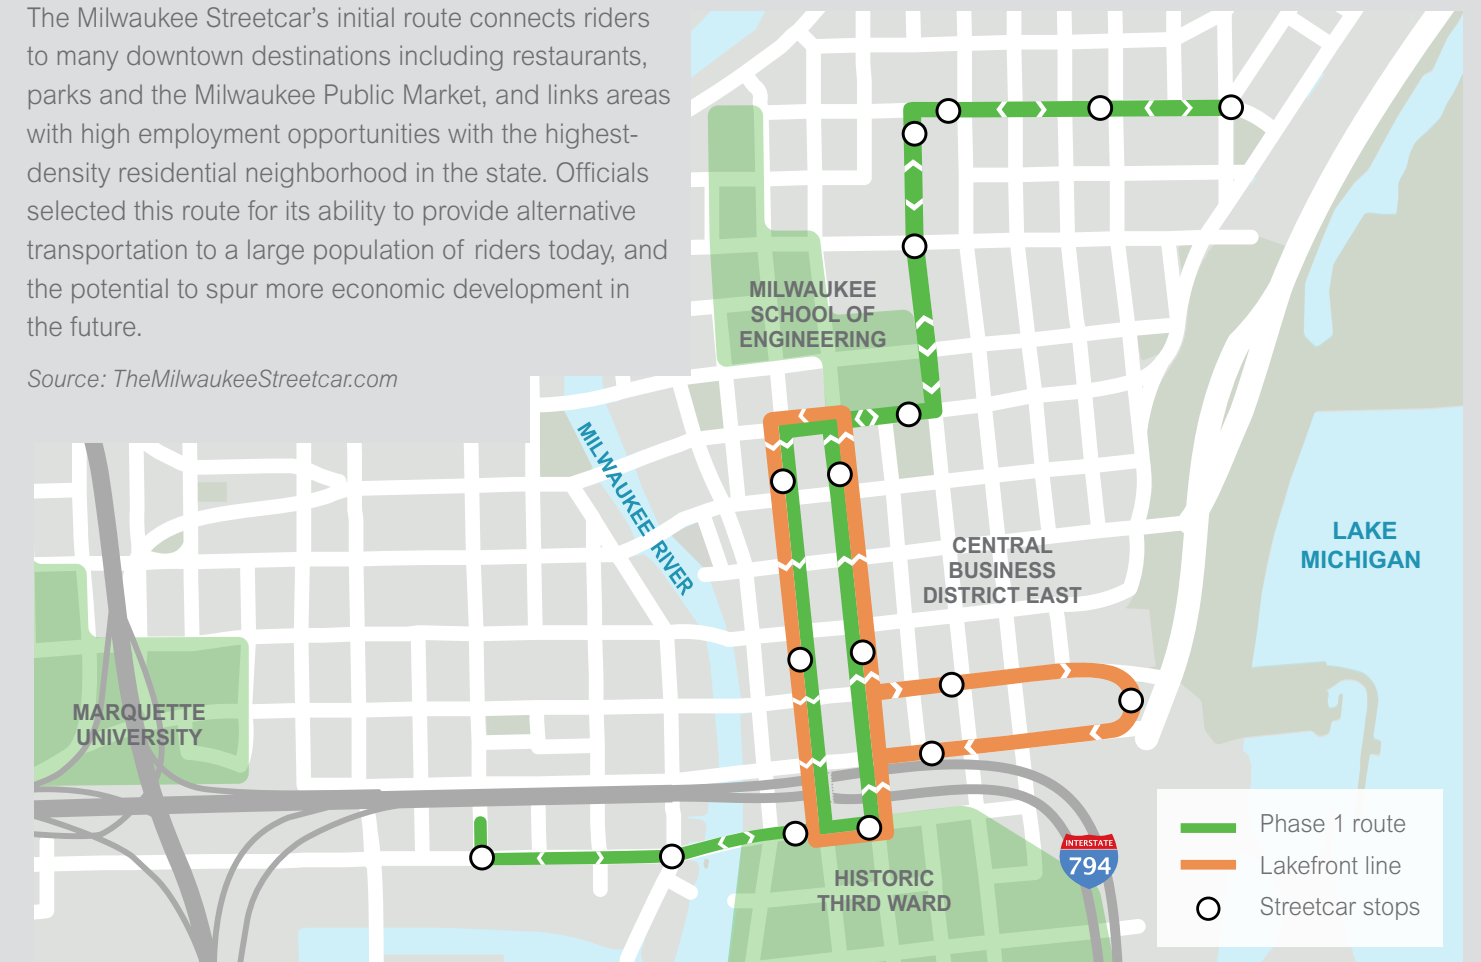 The Milwaukee Streetcar’s initial route connects riders
to many downtown destinations including restaurants,
parks and the Milwaukee Public Market, and links areas
with high employment opportunities with the highest-
density residential neighborhood in the state. Officials
selected this route for its ability to provide alternative
transportation to a large population of riders today, and
the potential to spur more economic development in
the future.
Source: TheMilwaukeeStreetcar.com
MILWAUKEE
SCHOOL OF
ENGINEERING
MILWAUKEE RIVER
LAKE
MICHIGAN
CENTRAL
BUSINESS
DISTRICT EAST
MARQUETTE
UNIVERSITY
HISTORIC
THIRD WARD
INTERSTATE
794
Phase 1 route
Lakefront line
Streetcar stops